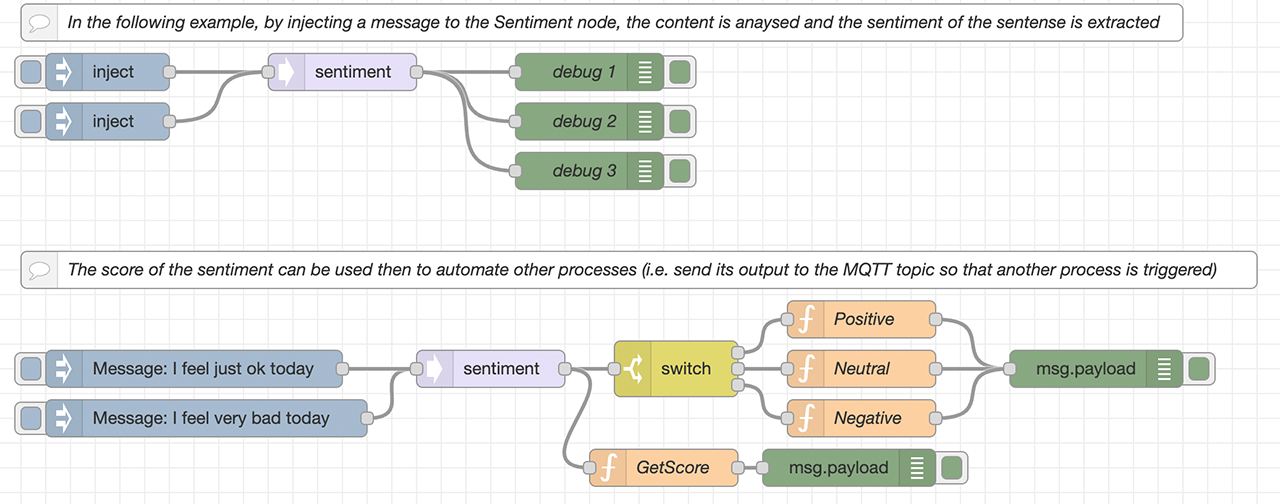 In the following example, by injecting a message to the Sentiment node, the content is anaysed and the sentiment of the sentense is extracted
inject
sentiment
debug 1
inject
debug 2
debug 3
The score of the sentiment can be used then to automate other processes (i.e. send its output to the MQTT topic so that another process is triggered)
Positive
Message: I feel just ok today
sentiment
switch
Neutral
msg.payload
Message: I feel very bad today
Negative
GetScore
msg.payload